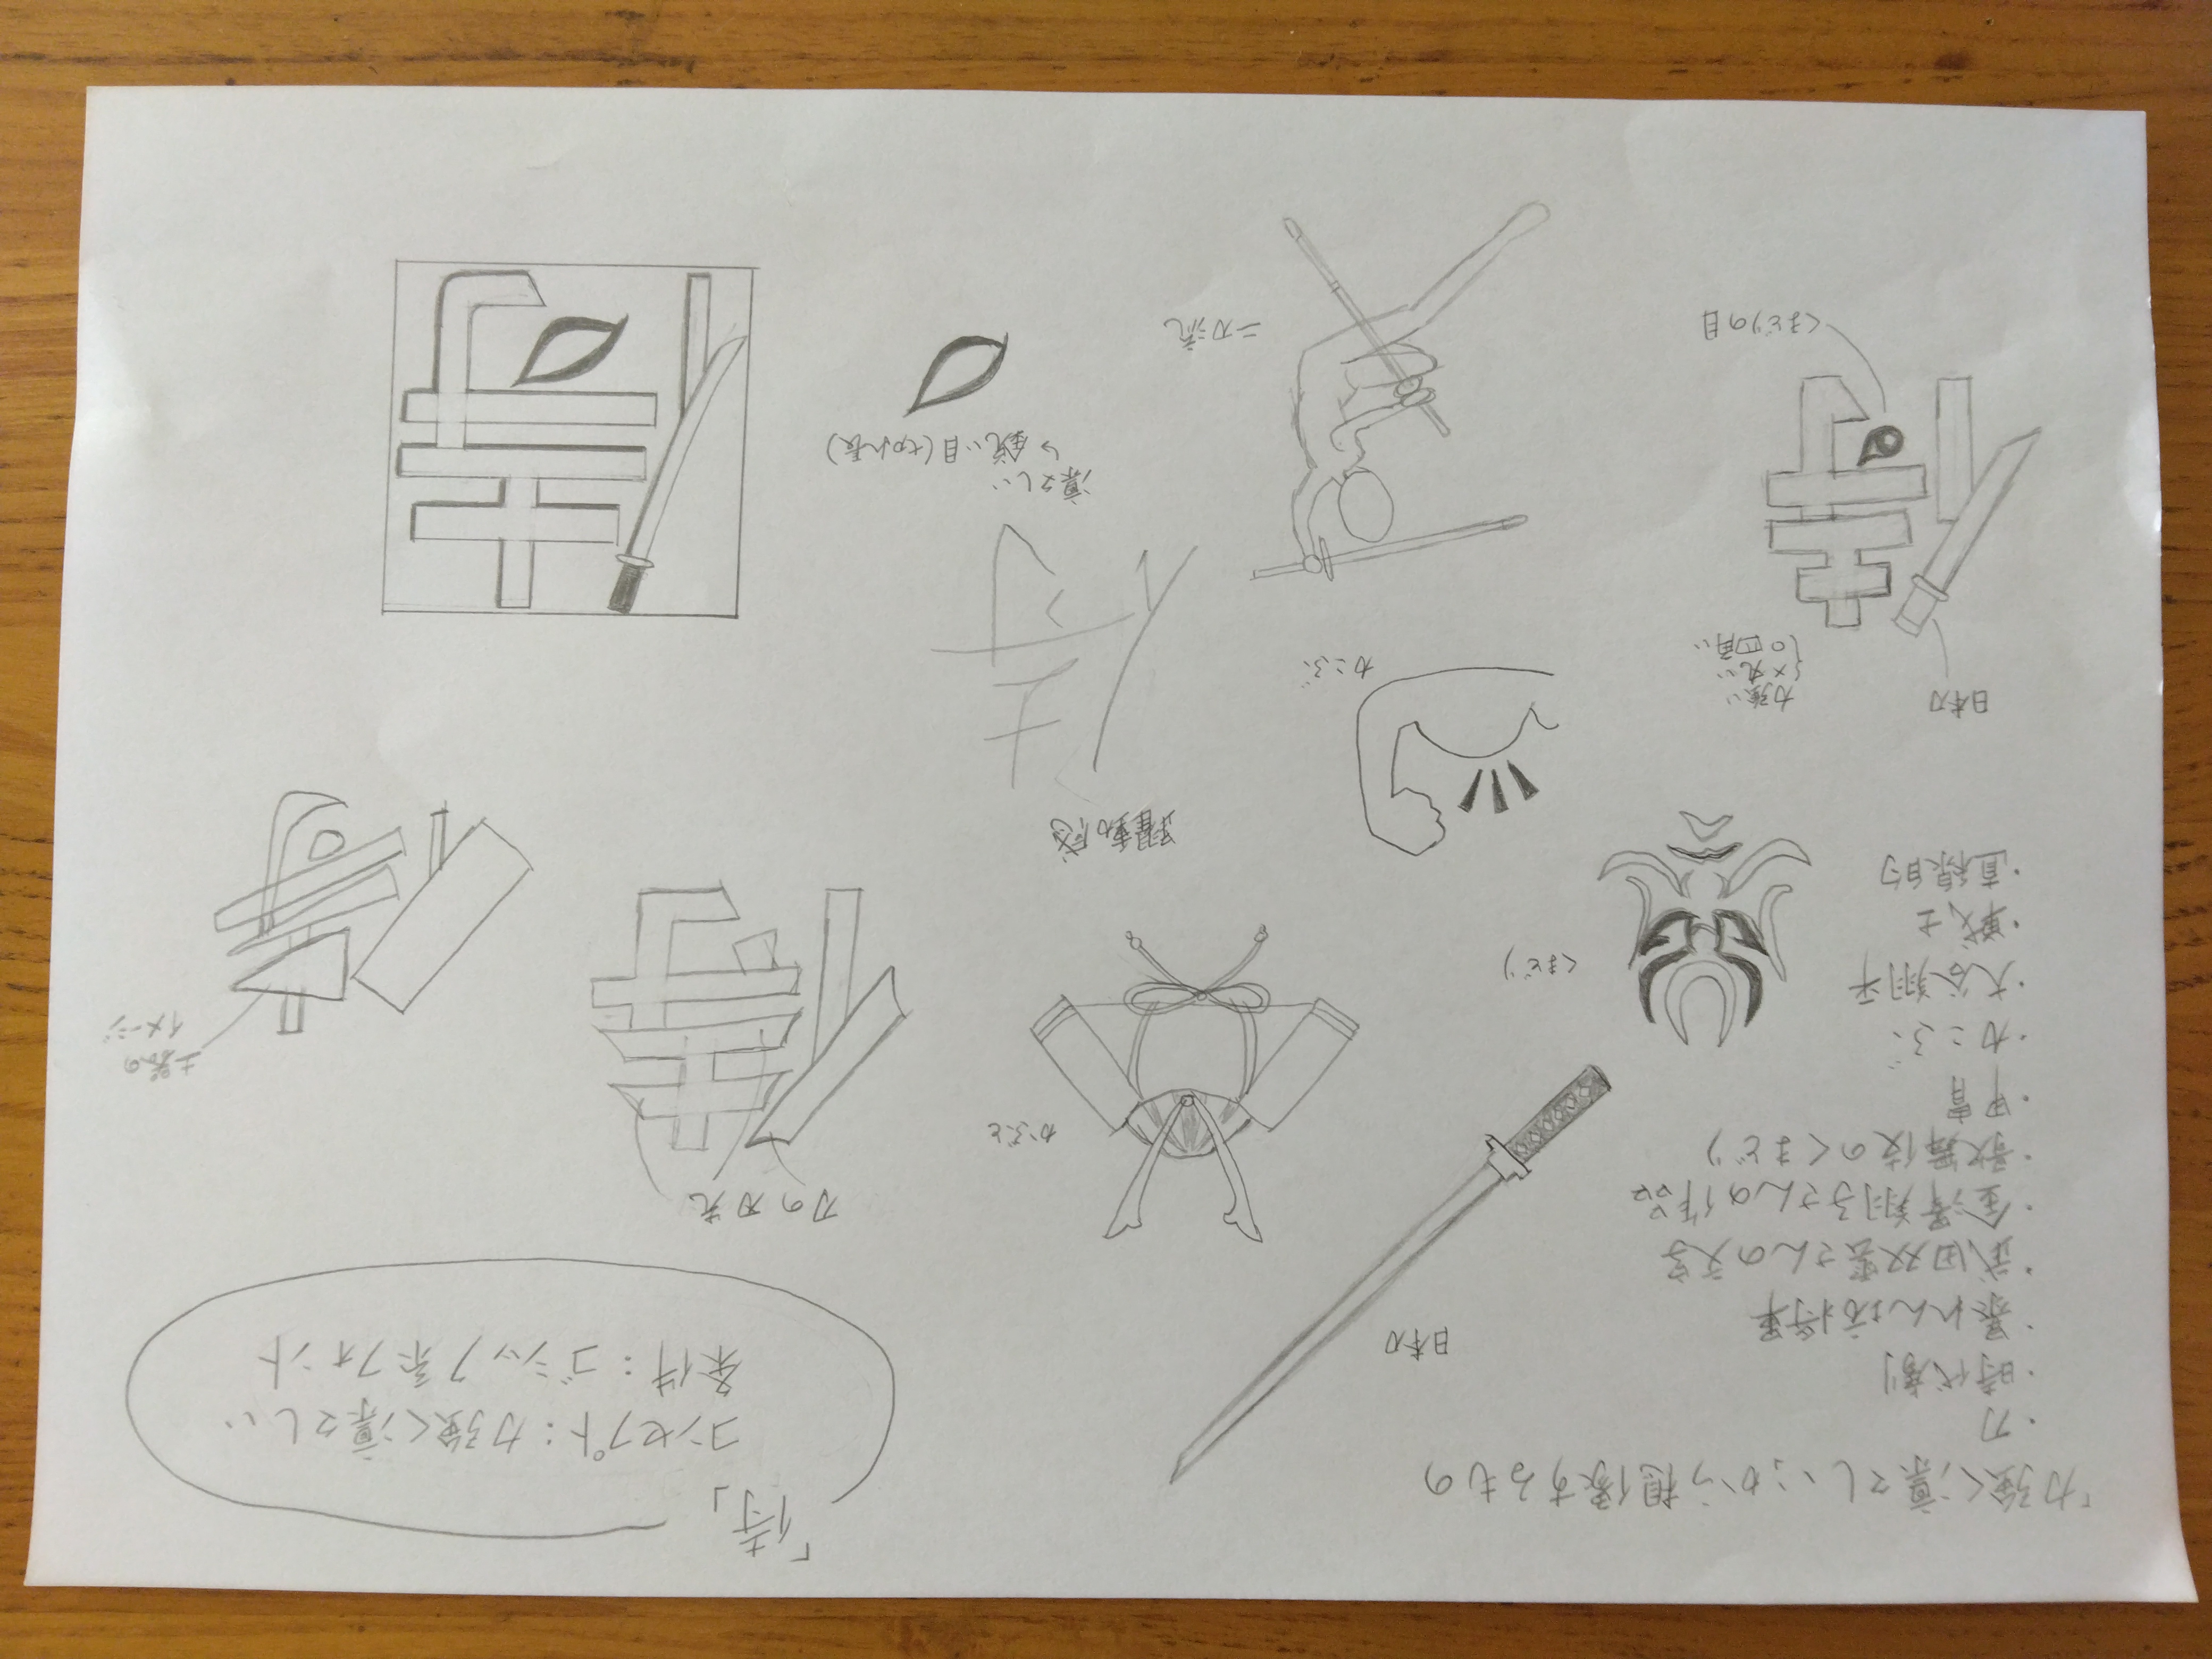 「力強く凛々しい」から想像するもの
・刀
・時代劇
・暴れん坊将軍
・武田双雲さんの文字
・金澤翔子さんの作品
・歌舞伎のくまどり
・甲冑
・力こぶ
・大谷翔平
・戦士
・直線的
日本刀
「侍」
コンセプト：力強く凛々しい
条件：ゴシック系フォント
かぶと
刀の刃先
侍
土器の
イメージ
侍
くまどり
力こぶ
躍動感
侍
日本刀
力強い
×丸い
○四角い
侍
くまどりの目
二刀流
凛々しい
↳鋭い目(切れ長)
侍